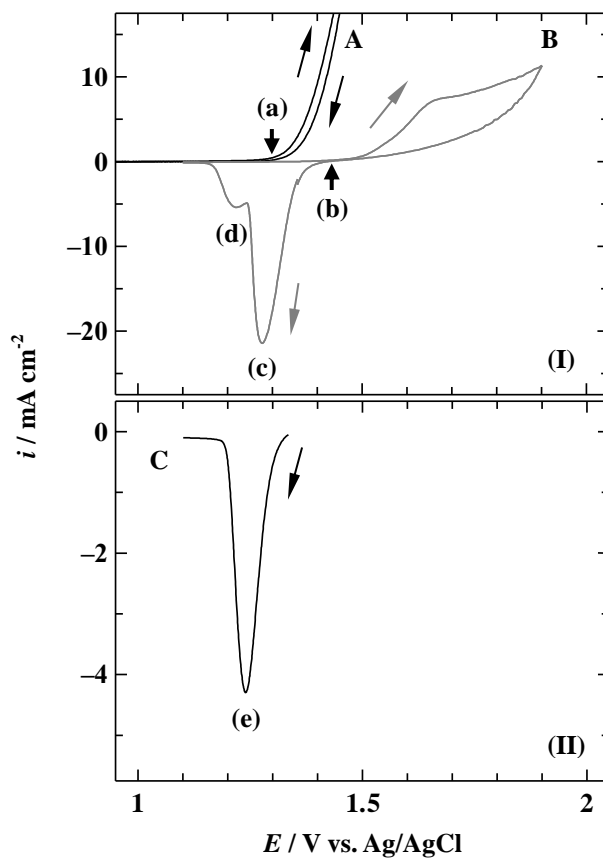 A
B
10
(a)
0
(b)
(d)
−10
−20
(c)
(I)
i / mA cm-2
0
C
−2
−4
(e)
(II)
1
1.5
2
E / V vs. Ag/AgCl